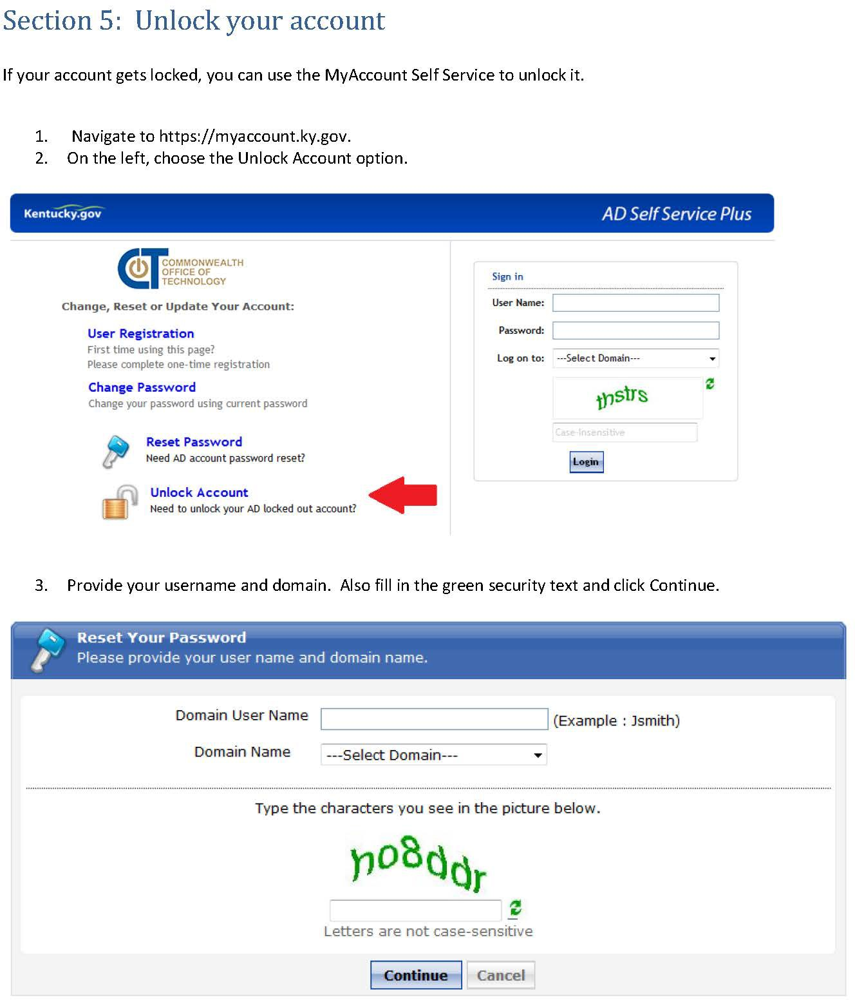 Section 5:  Unlock your account
If your account gets locked, you can use the MyAccount Self Service to unlock it.
1. Navigate to https://myaccount.ky.gov.
2. On the left, choose the Unlock Account option.
Kentucky.gov
AD Self Service Plus
CT
COMMONWEALTH
OFFICE OF
TECHNOLOGY
Change, Reset or Update Your Account:
User Registration
First time using this page?
Please complete one-time registration
Change Password
Change your password using current password
Reset Password
Need AD account password reset?
Unlock Account
Need to unlock your AD locked out account?
Sign in
User Name:
Password:
Log on to: ---Select Domain---
thstrs
Case-Insensitive
Login
3. Provide your username and domain.  Also fill in the green security text and click Continue.
Reset Your Password
Please provide your user name and domain name.
Domain User Name (Example : Jsmith)
Domain Name ---Select Domain---
Type the characters you see in the picture below.
ho8ddr
Letters are not case-sensitive
Continue Cancel